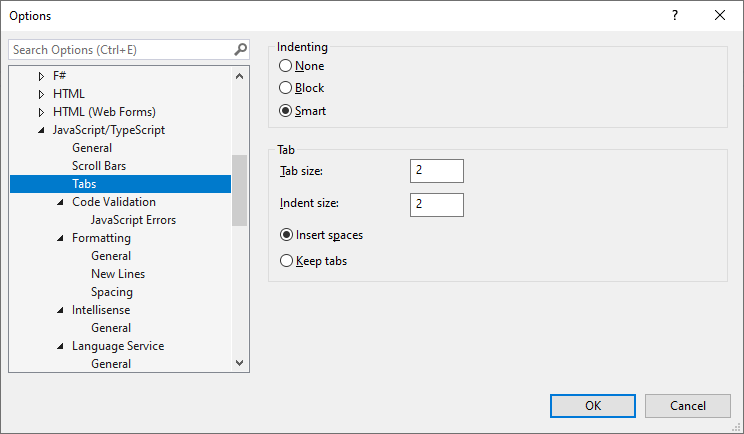 Options
?
Search Options (Ctrl+E)
F#
HTML
HTML (Web Forms)
JavaScript/TypeScript
General
Scroll Bars
Tabs
Code Validation
JavaScript Errors
Formatting
General
New Lines
Spacing
Intellisense
General
Language Service
General
Indenting
None
Block
Smart
Tab
Tab size: 2
Indent size: 2
Insert spaces
Keep tabs
OK Cancel